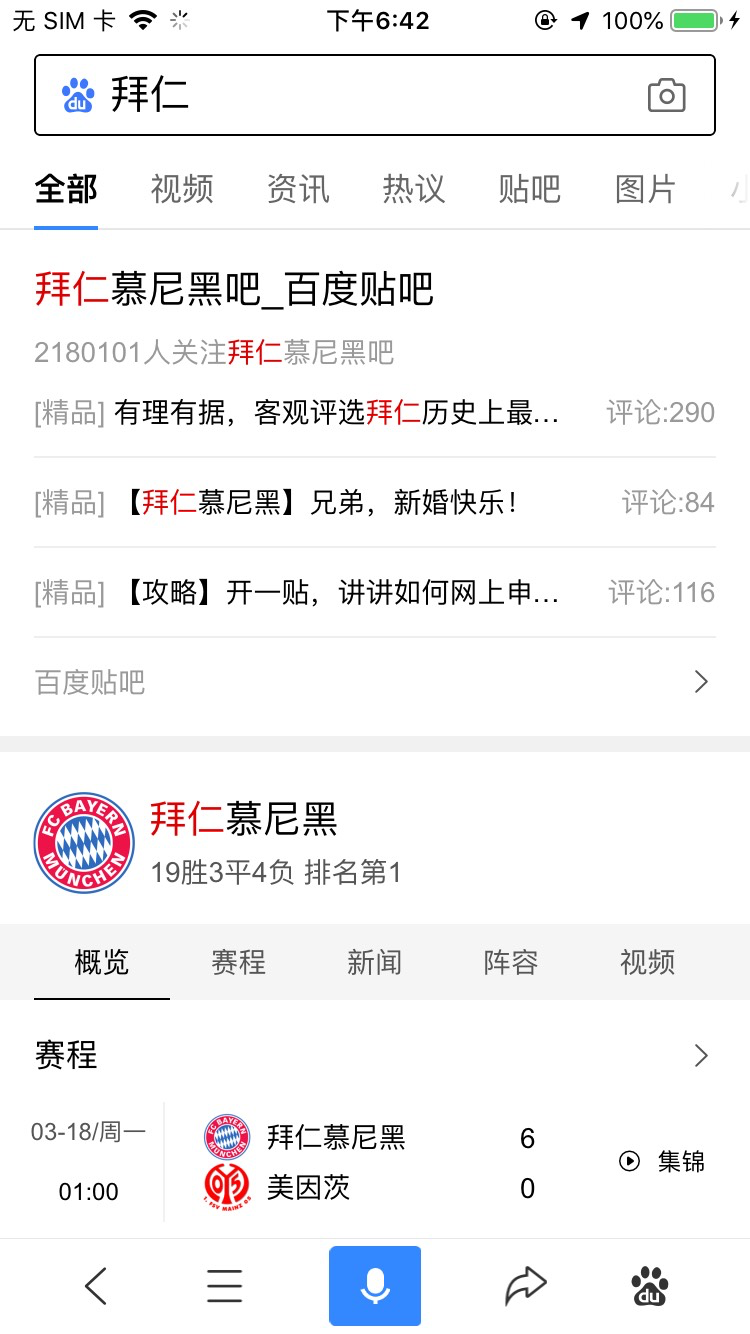 无 SIM 卡 下午6:42 100%
du 拜仁
全部 视频 资讯 热议 贴吧 图片
拜仁慕尼黑吧_百度贴吧
2180101人关注拜仁慕尼黑吧
[精品] 有理有据，客观评选拜仁历史上最... 评论:290
[精品] 【拜仁慕尼黑】兄弟，新婚快乐！ 评论:84
[精品] 【攻略】开一贴，讲讲如何网上申... 评论:116
百度贴吧
FC BAYERN MÜNCHEN
拜仁慕尼黑
19胜3平4负 排名第1
概览 赛程 新闻 阵容 视频
赛程
03-18/周一 拜仁慕尼黑 6
01:00 美因茨 0
集锦
du